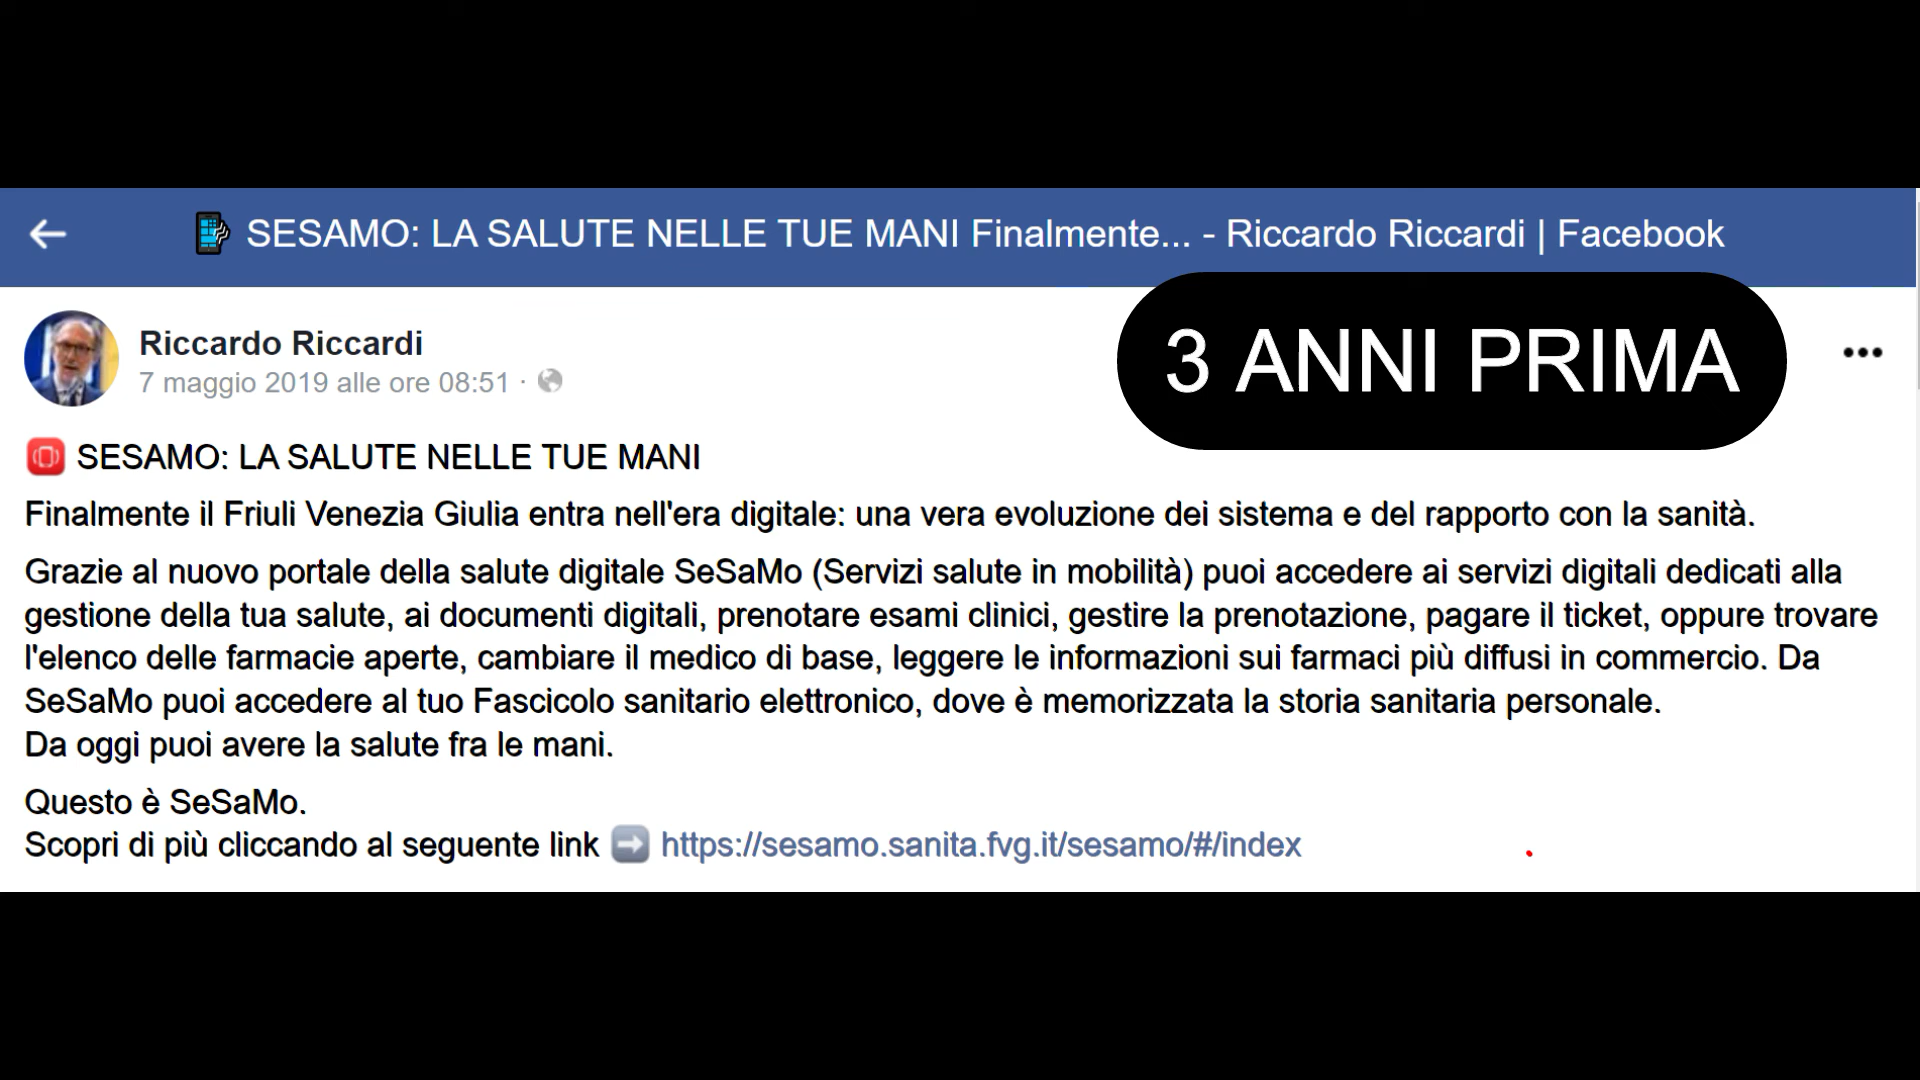 SESAMO: LA SALUTE NELLE TUE MANI Finalmente... - Riccardo Riccardi | Facebook
Riccardo Riccardi
7 maggio 2019 alle ore 08:51 ·
3 ANNI PRIMA
SESAMO: LA SALUTE NELLE TUE MANI
Finalmente il Friuli Venezia Giulia entra nell'era digitale: una vera evoluzione dei sistema e del rapporto con la sanità.
Grazie al nuovo portale della salute digitale SeSaMo (Servizi salute in mobilità) puoi accedere ai servizi digitali dedicati alla
gestione della tua salute, ai documenti digitali, prenotare esami clinici, gestire la prenotazione, pagare il ticket, oppure trovare
l'elenco delle farmacie aperte, cambiare il medico di base, leggere le informazioni sui farmaci più diffusi in commercio. Da
SeSaMo puoi accedere al tuo Fascicolo sanitario elettronico, dove è memorizzata la storia sanitaria personale.
Da oggi puoi avere la salute fra le mani.
Questo è SeSaMo.
Scopri di più cliccando al seguente link ➡ https://sesamo.sanita.fvg.it/sesamo/#/index